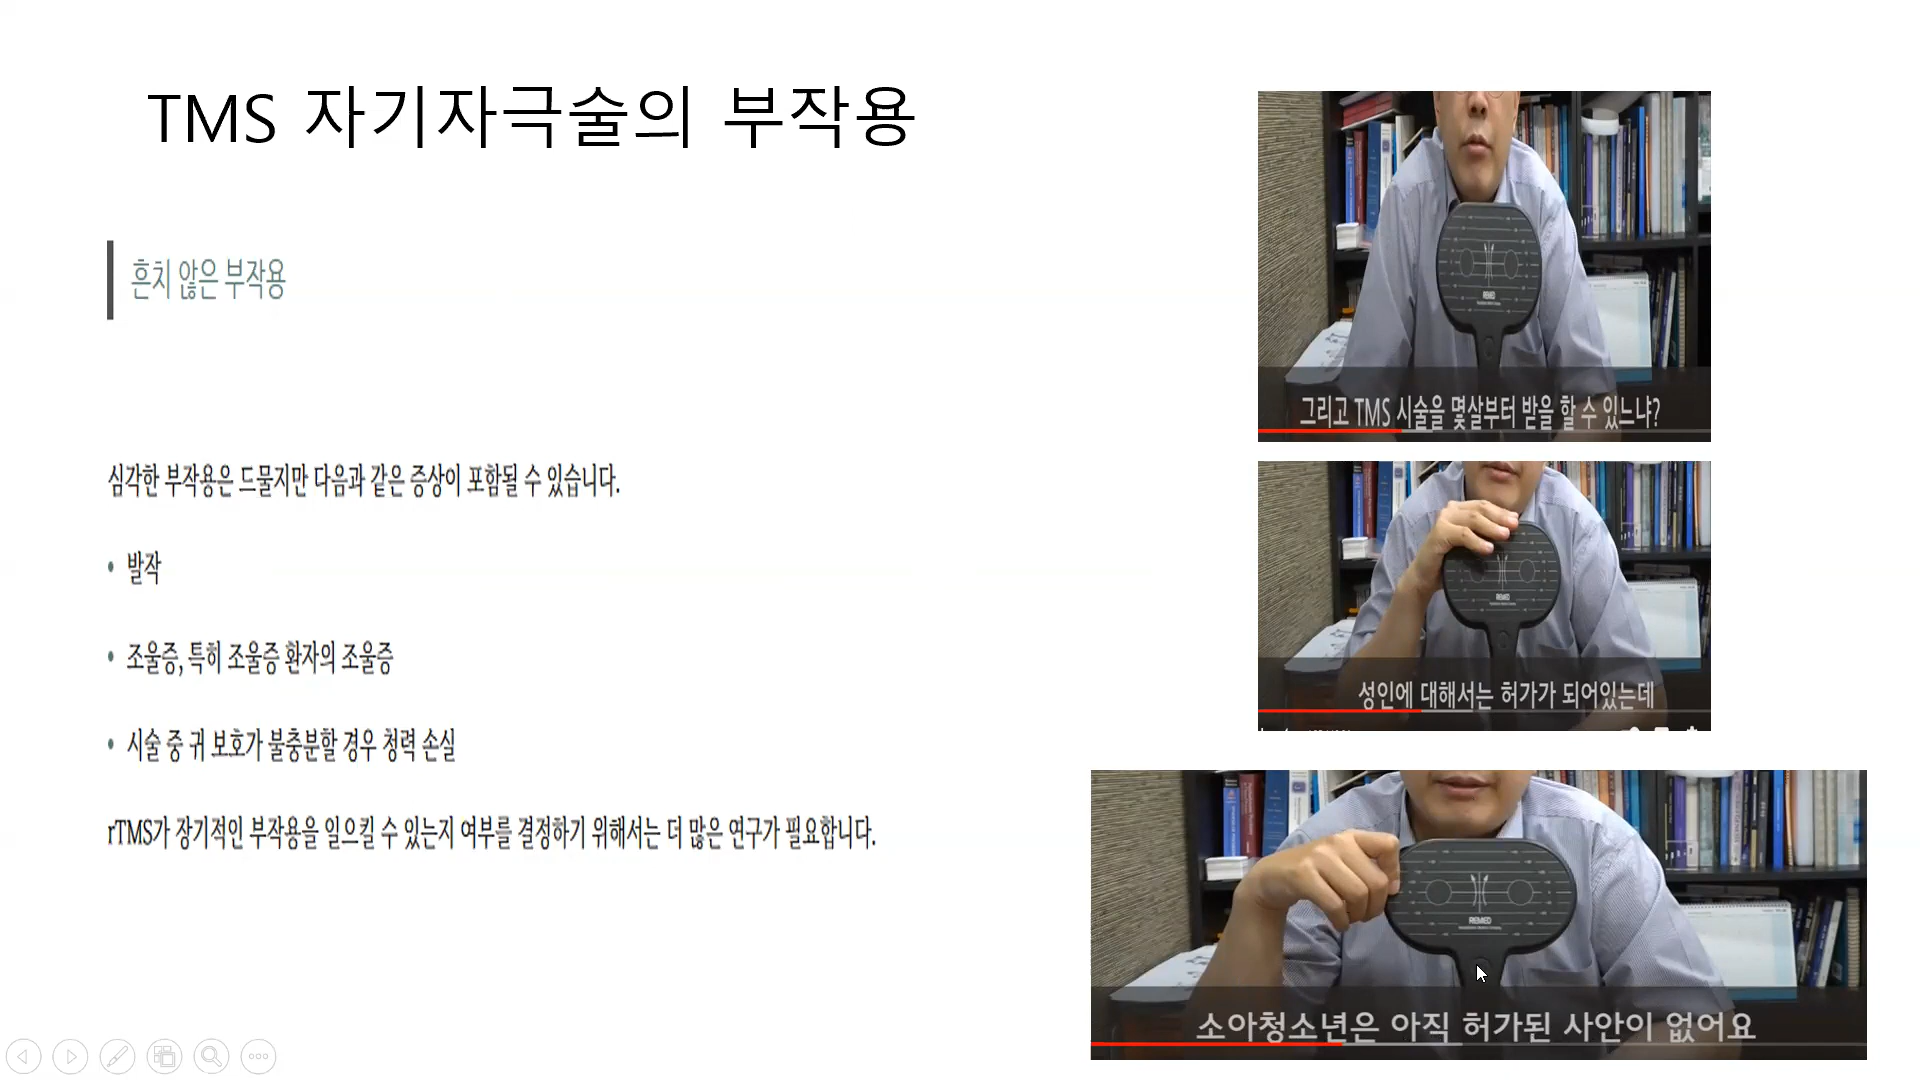 TMS 자기자극술의 부작용
흔치 않은 부작용
심각한 부작용은 드물지만 다음과 같은 증상이 포함될 수 있습니다.
• 발작
• 조울증, 특히 조울증 환자의 조울증
• 시술 중 귀 보호가 불충분할 경우 청력 손실
rTMS가 장기적인 부작용을 일으킬 수 있는지 여부를 결정하기 위해서는 더 많은 연구가 필요합니다.
REMED
그리고 TMS 시술을 몇살부터 받을 할 수 있느냐?
REMED
성인에 대해서는 허가가 되어있는데
REMED
소아청소년은 아직 허가된 사안이 없어요